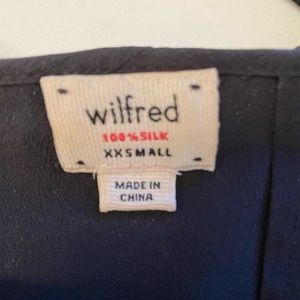 wilfred
100% SILK
XXSMALL
MADE IN
CHINA